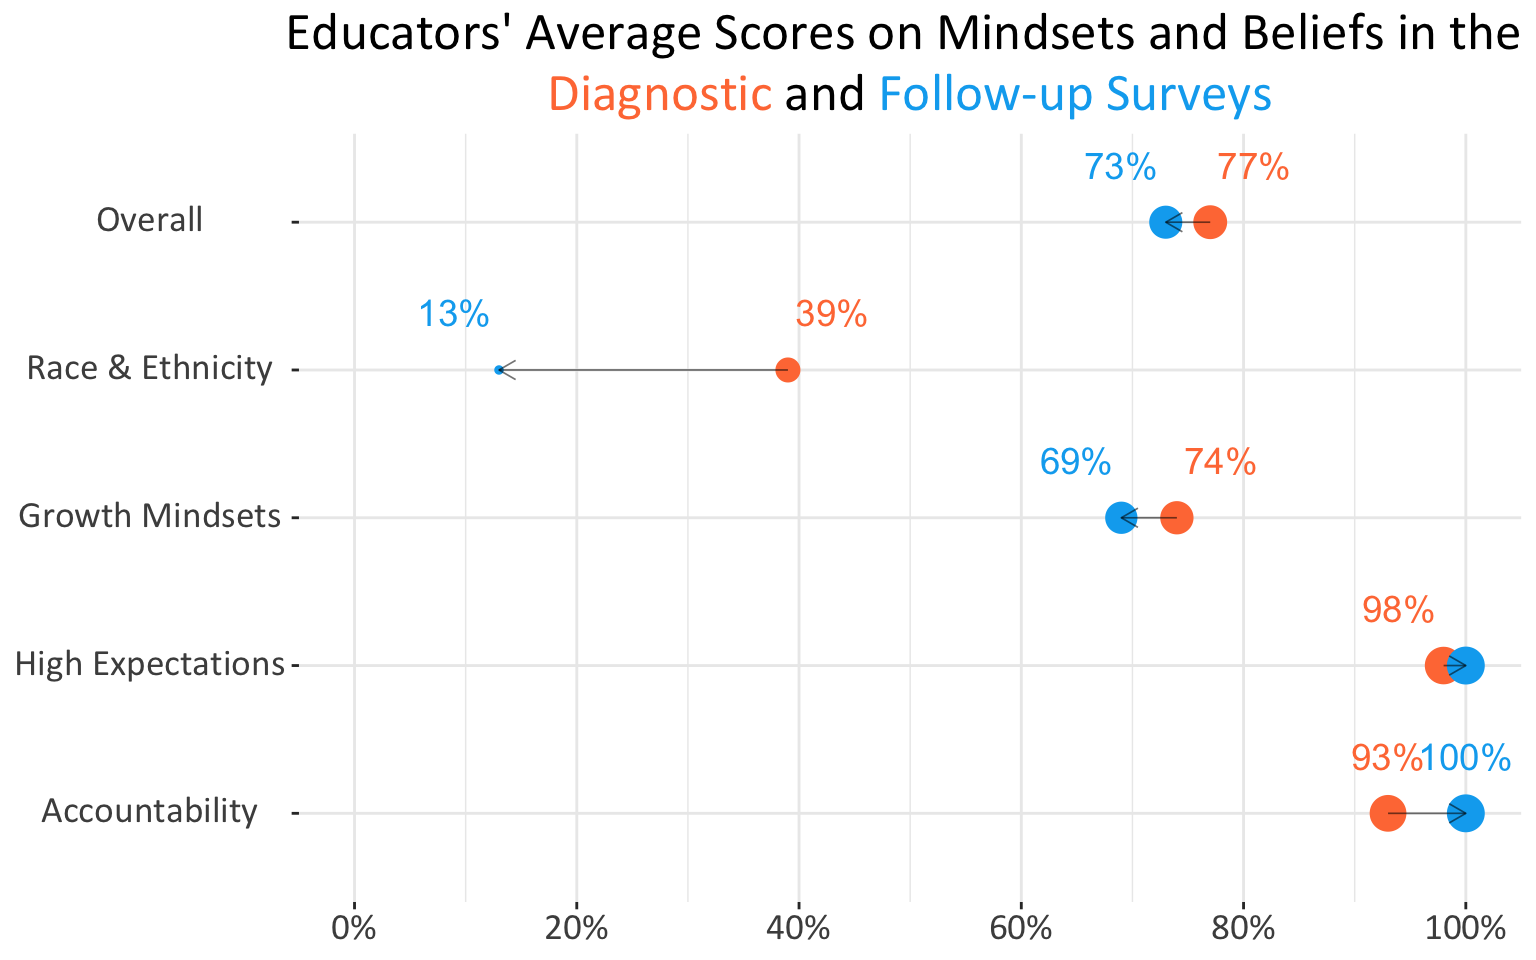 Educators' Average Scores on Mindsets and Beliefs in the
Diagnostic and Follow-up Surveys
73% 77%
Overall
13% 39%
Race & Ethnicity
69% 74%
Growth Mindsets
98%
High Expectations
93% 100%
Accountability
0% 20% 40% 60% 80% 100%